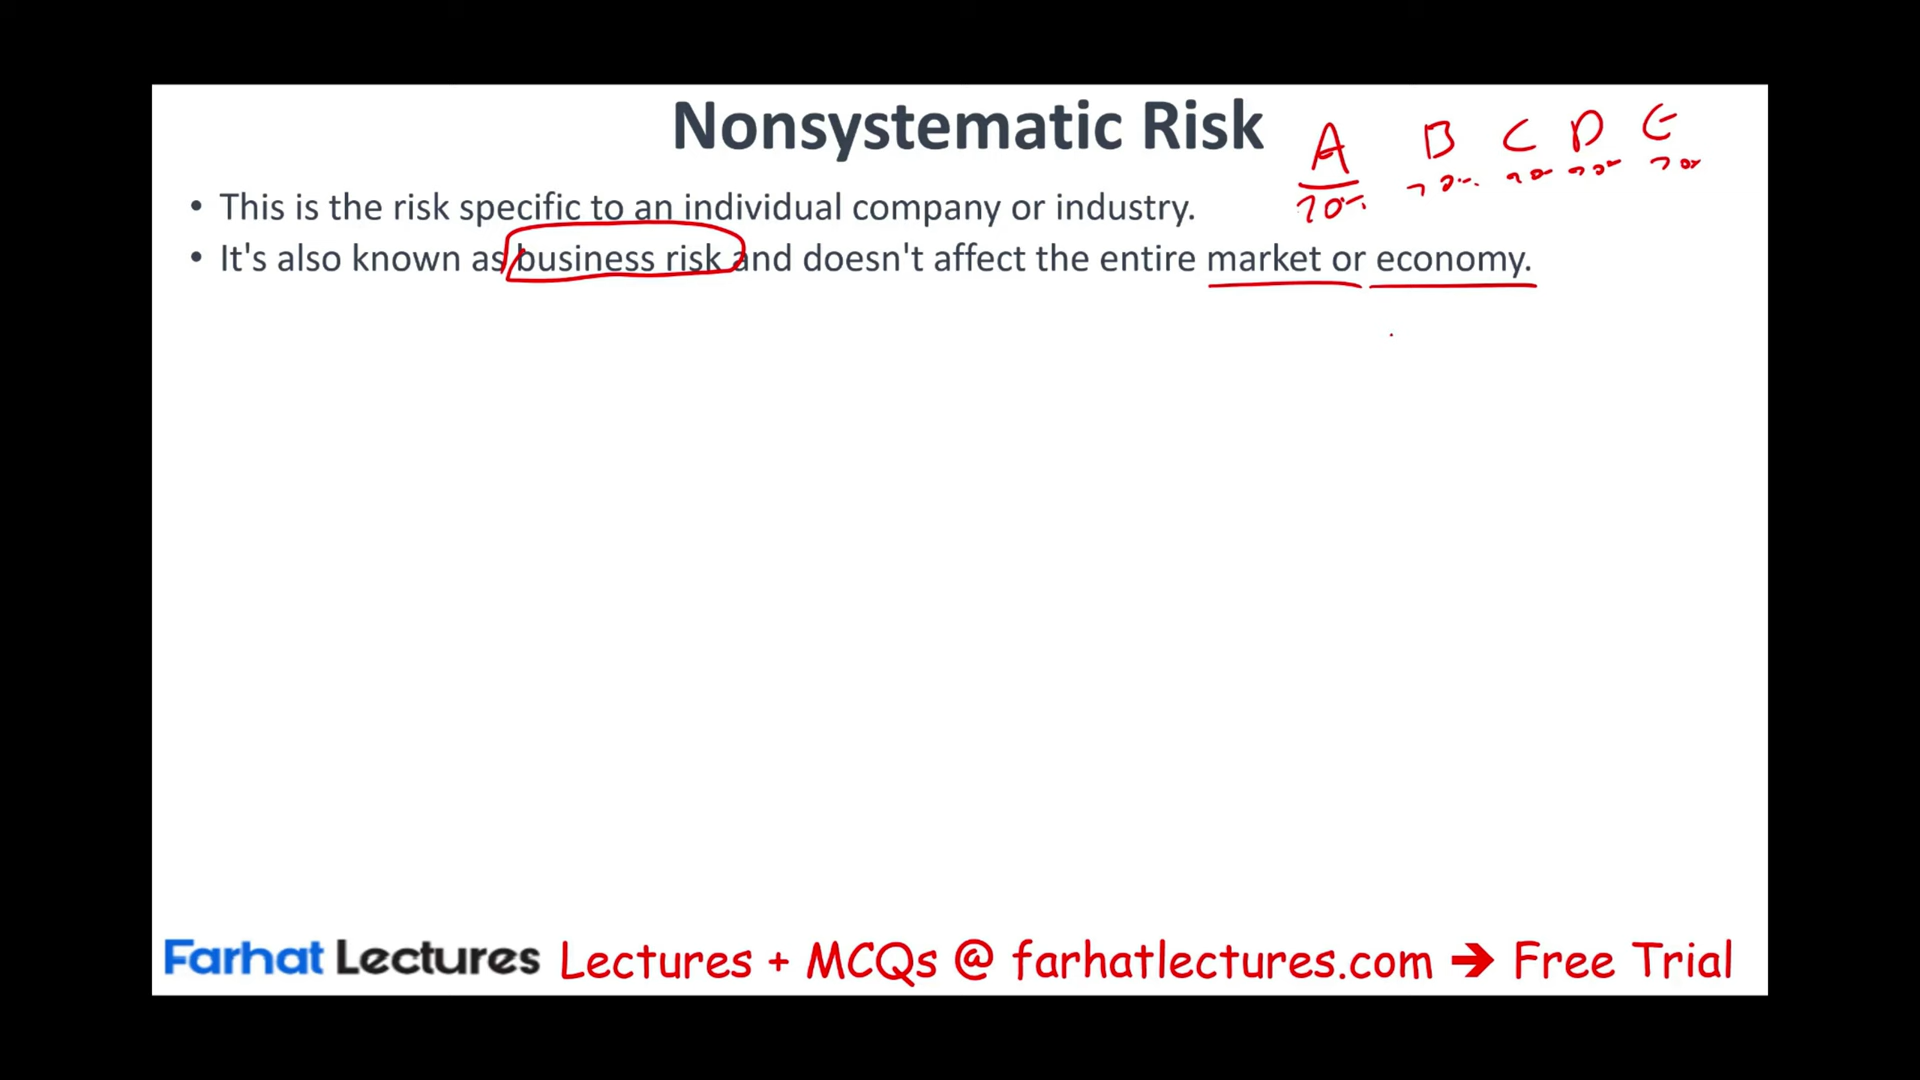 Nonsystematic Risk
A B C D E
70%
• This is the risk specific to an individual company or industry.
• It's also known as business risk and doesn't affect the entire market or economy.
Farhat Lectures Lectures + MCQs @ farhatlectures.com → Free Trial